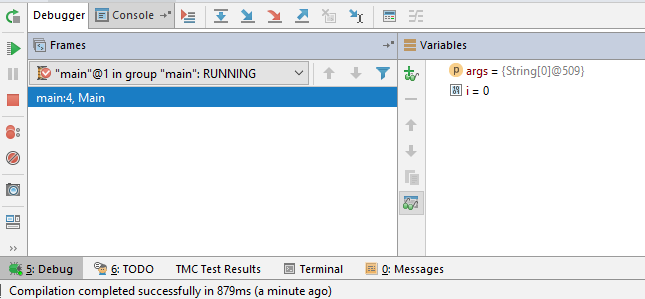 Debugger Console
Frames
Variables
"main"@1 in group "main": RUNNING
main:4, Main
args = {String[0]@509}
i = 0
5: Debug 6: TODO TMC Test Results Terminal 0: Messages
Compilation completed successfully in 879ms (a minute ago)